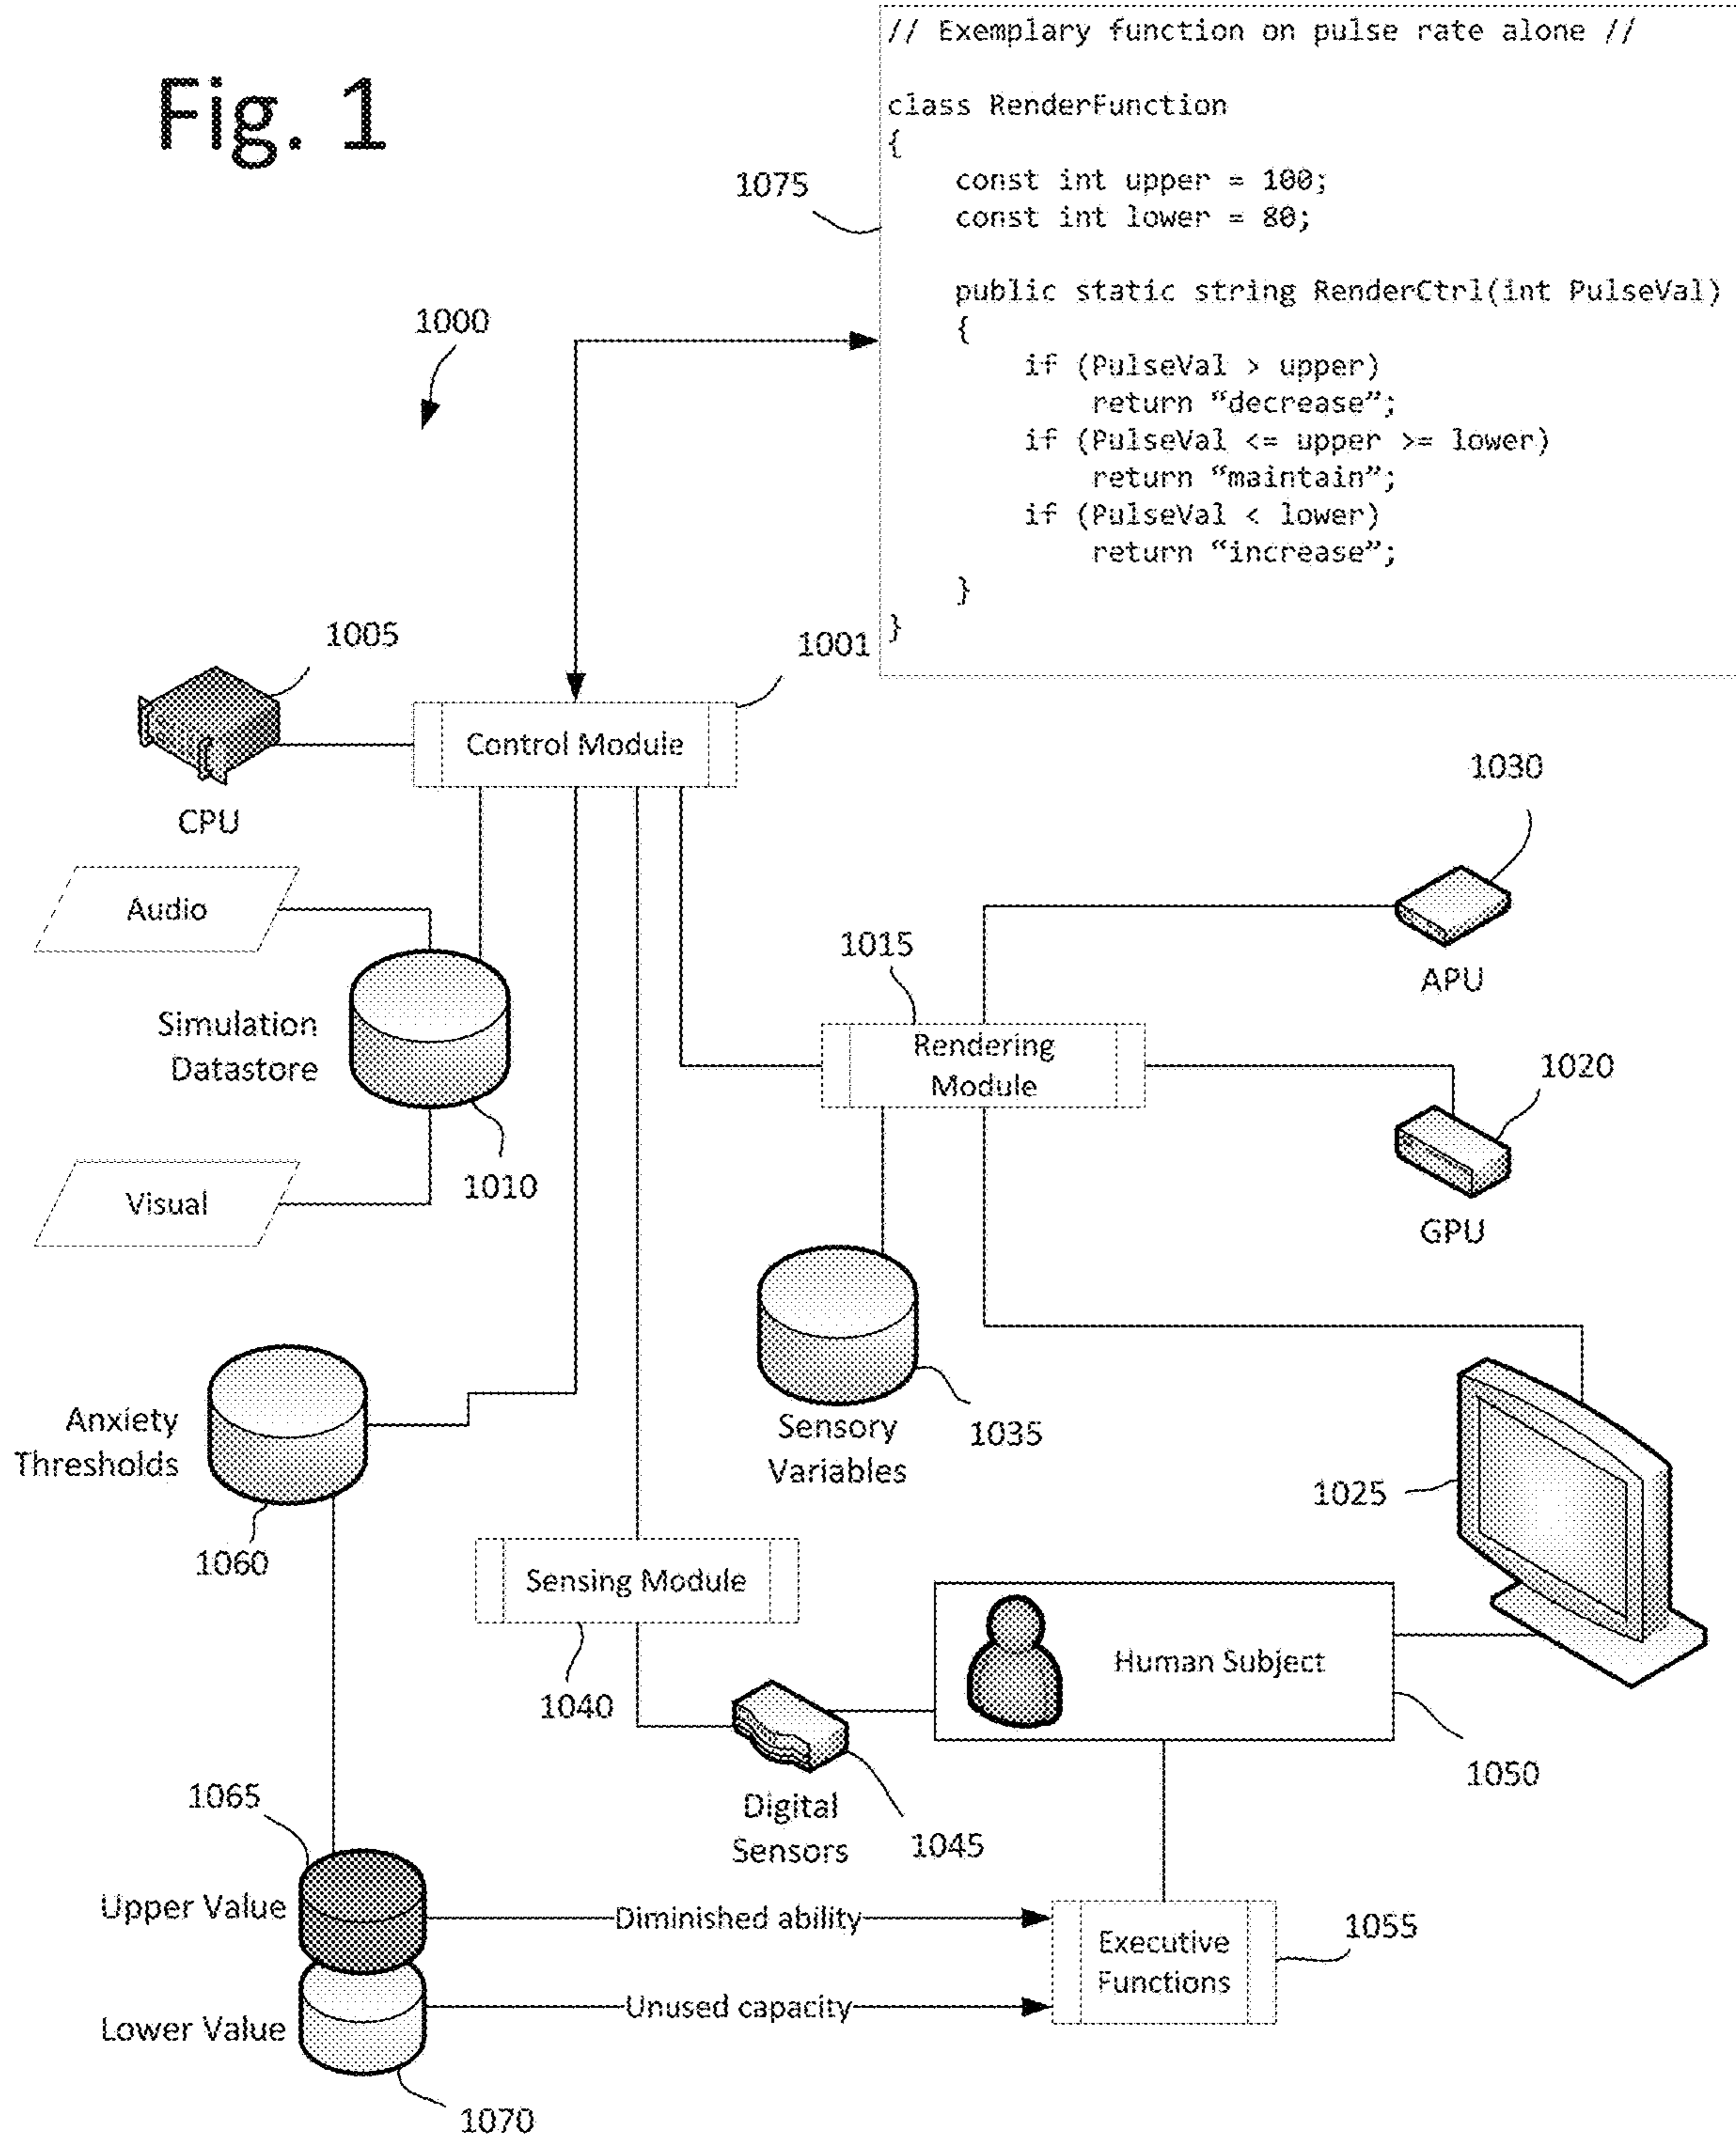 Fig. 1
// Exemplary function on pulse rate alone //
class RenderFunction
{
const int upper = 100;
const int lower = 80;
public static string RenderCtrl(int PulseVal)
{
if (PulseVal > upper)
return “decrease”;
if (PulseVal <= upper >= lower)
return “maintain”;
if (PulseVal < lower)
return “increase”;
}
}
1075
1000
1005
1001
Control Module
CPU
1030
Audio
APU
1015
Simulation
Datastore
Rendering
Module
1020
1010
Visual
GPU
Anxiety
Thresholds
Sensory
Variables
1035
1025
1060
Sensing Module
Human Subject
1040
1050
1065
Digital
Sensors
1045
Upper Value
Diminished ability
Executive
Functions
1055
Unused capacity
Lower Value
1070